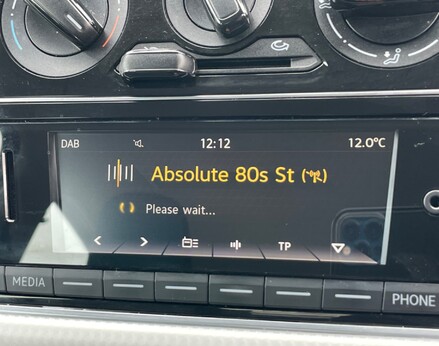 DAB 12:12 12.0°C
Absolute 80s St
Please wait...
< > TP
MEDIA PHONE